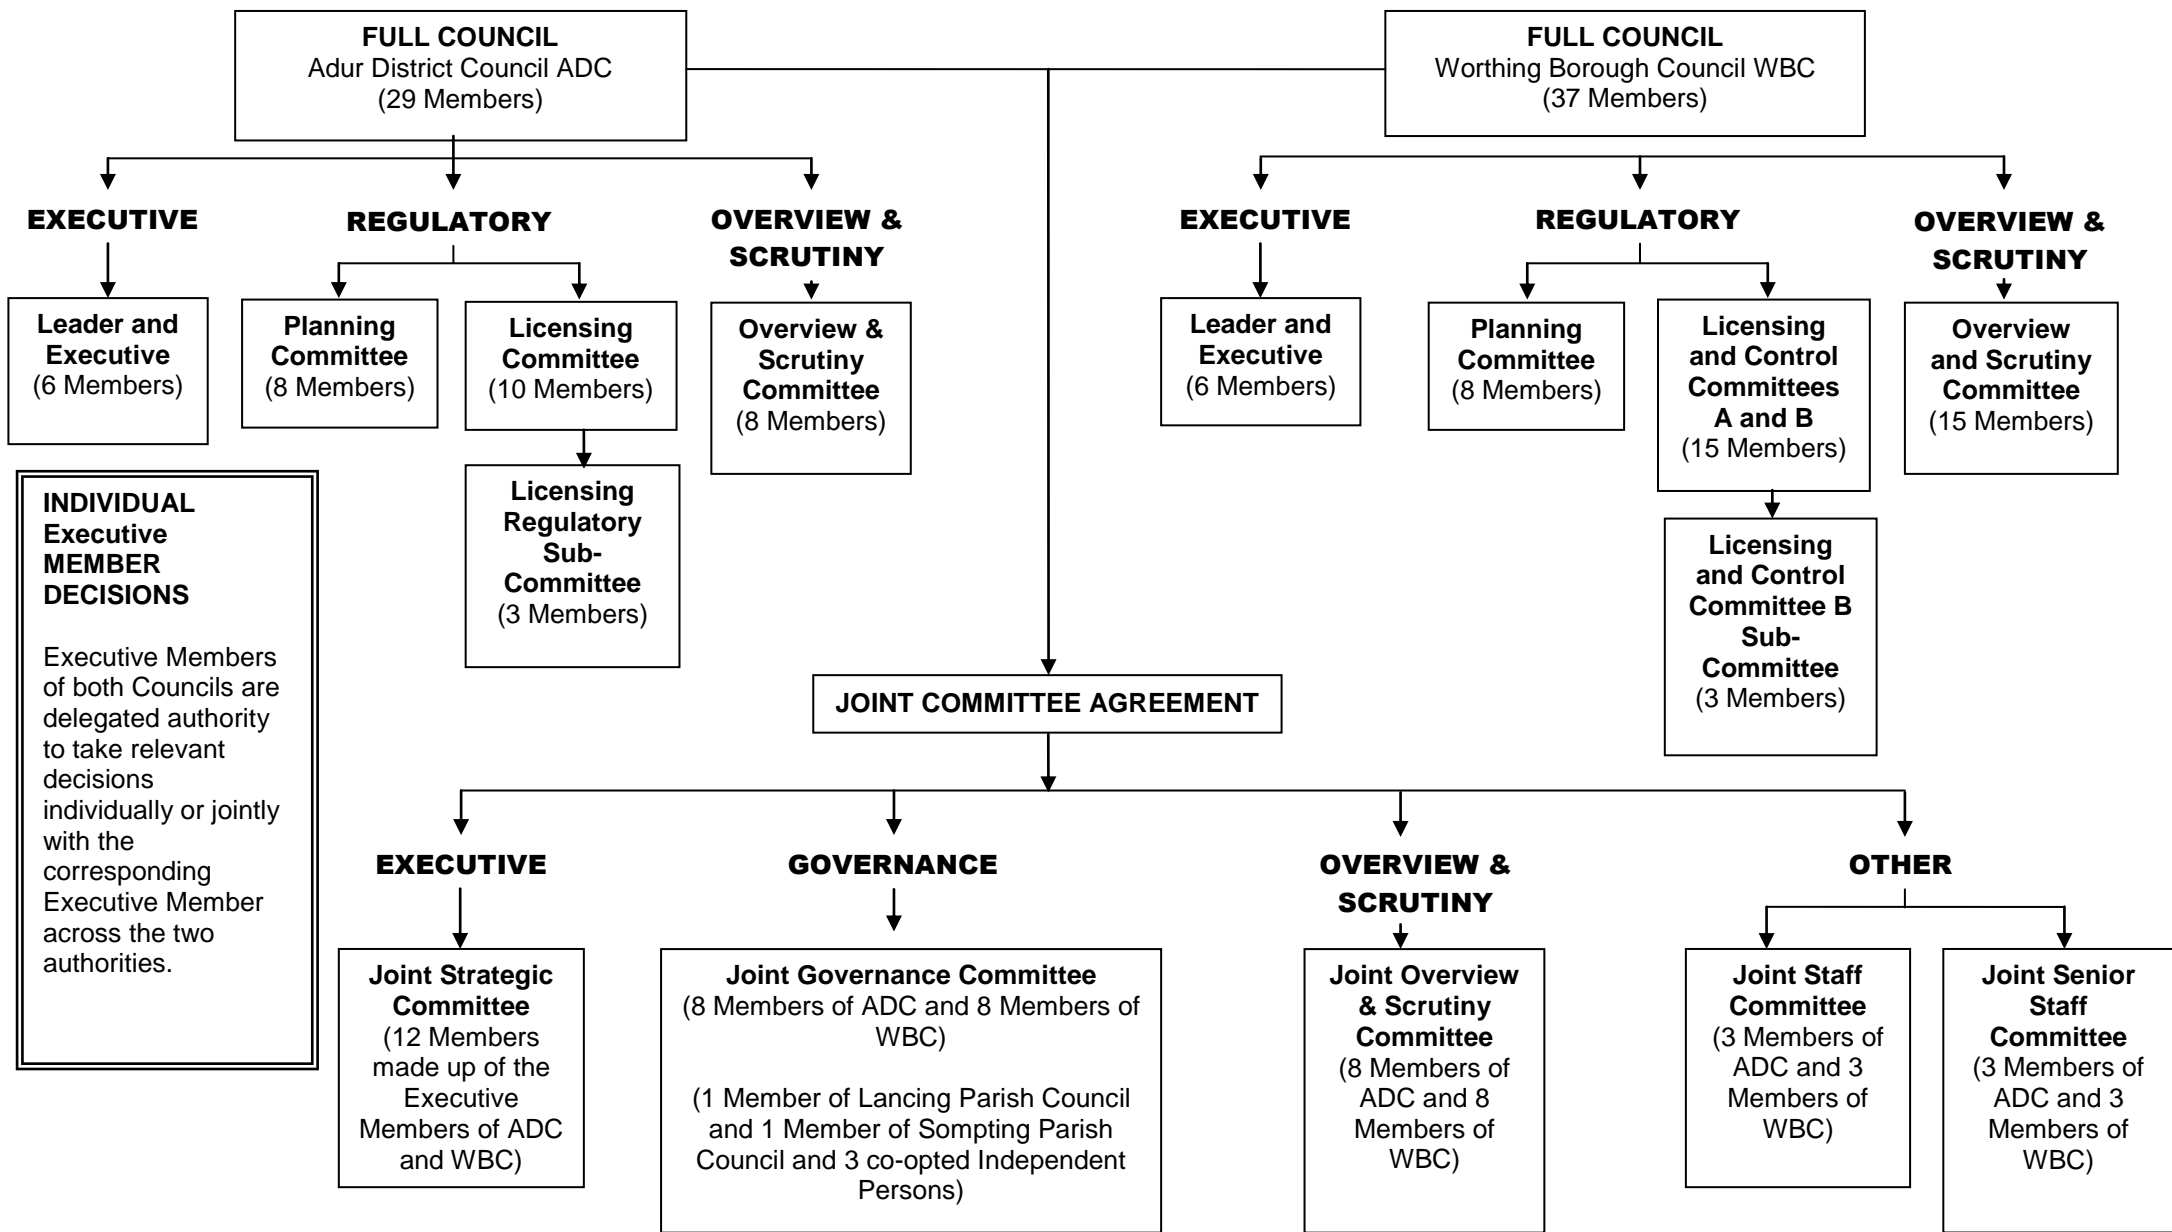 FULL COUNCIL
Adur District Council ADC
(29 Members)
FULL COUNCIL
Worthing Borough Council WBC
(37 Members)
EXECUTIVE
REGULATORY
OVERVIEW &
SCRUTINY
EXECUTIVE
REGULATORY
OVERVIEW &
SCRUTINY
Leader and
Executive
(6 Members)
Planning
Committee
(8 Members)
Licensing
Committee
(10 Members)
Overview &
Scrutiny
Committee
(8 Members)
Leader and
Executive
(6 Members)
Planning
Committee
(8 Members)
Licensing
and Control
Committees
A and B
(15 Members)
Overview
and Scrutiny
Committee
(15 Members)
Licensing
Regulatory
Sub-
Committee
(3 Members)
Licensing
and Control
Committee B
Sub-
Committee
(3 Members)
INDIVIDUAL
Executive
MEMBER
DECISIONS
Executive Members
of both Councils are
delegated authority
to take relevant
decisions
individually or jointly
with the
corresponding
Executive Member
across the two
authorities.
JOINT COMMITTEE AGREEMENT
EXECUTIVE
GOVERNANCE
OVERVIEW &
SCRUTINY
OTHER
Joint Strategic
Committee
(12 Members
made up of the
Executive
Members of ADC
and WBC)
Joint Governance Committee
(8 Members of ADC and 8 Members of
WBC)
(1 Member of Lancing Parish Council
and 1 Member of Sompting Parish
Council and 3 co-opted Independent
Persons)
Joint Overview
& Scrutiny
Committee
(8 Members of
ADC and 8
Members of
WBC)
Joint Staff
Committee
(3 Members of
ADC and 3
Members of
WBC)
Joint Senior
Staff
Committee
(3 Members of
ADC and 3
Members of
WBC)